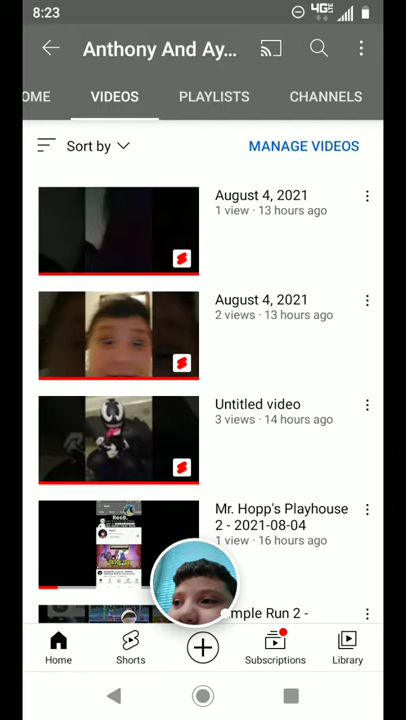 8:23
4G
Anthony And Ay...
OME
VIDEOS
PLAYLISTS
CHANNELS
Sort by
MANAGE VIDEOS
August 4, 2021
1 view · 13 hours ago
August 4, 2021
2 views · 13 hours ago
Untitled video
3 views · 14 hours ago
Mr. Hopp's Playhouse
2 - 2021-08-04
1 view · 16 hours ago
mple Run 2 -
Home
Shorts
Subscriptions
Library